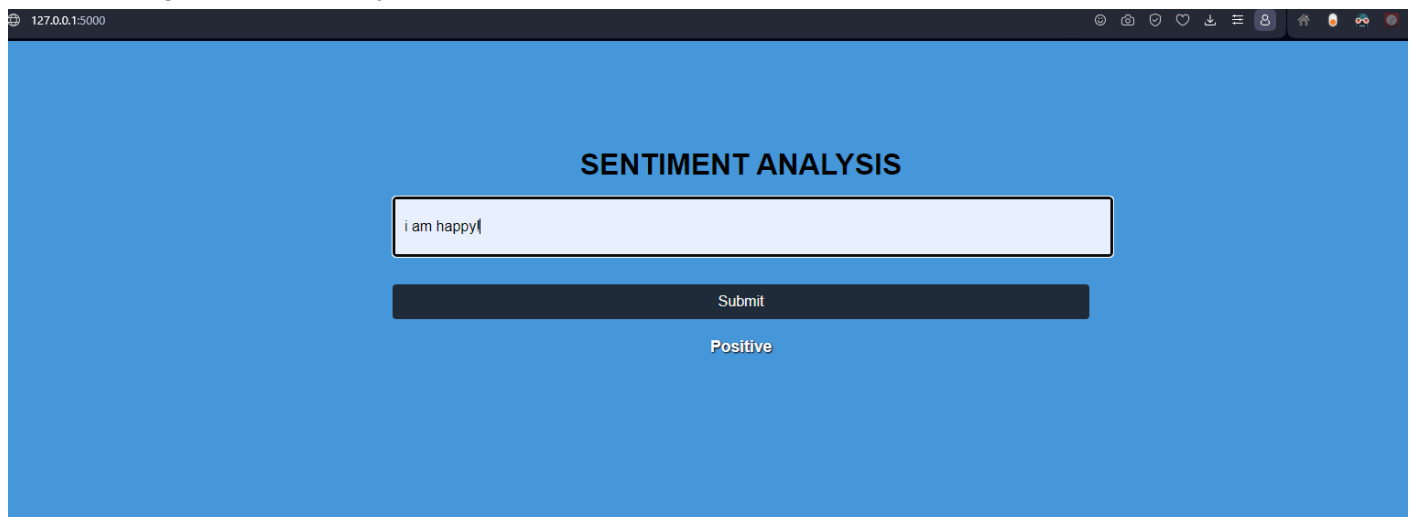 127.0.0.1:5000
SENTIMENT ANALYSIS
i am happy!
Submit
Positive